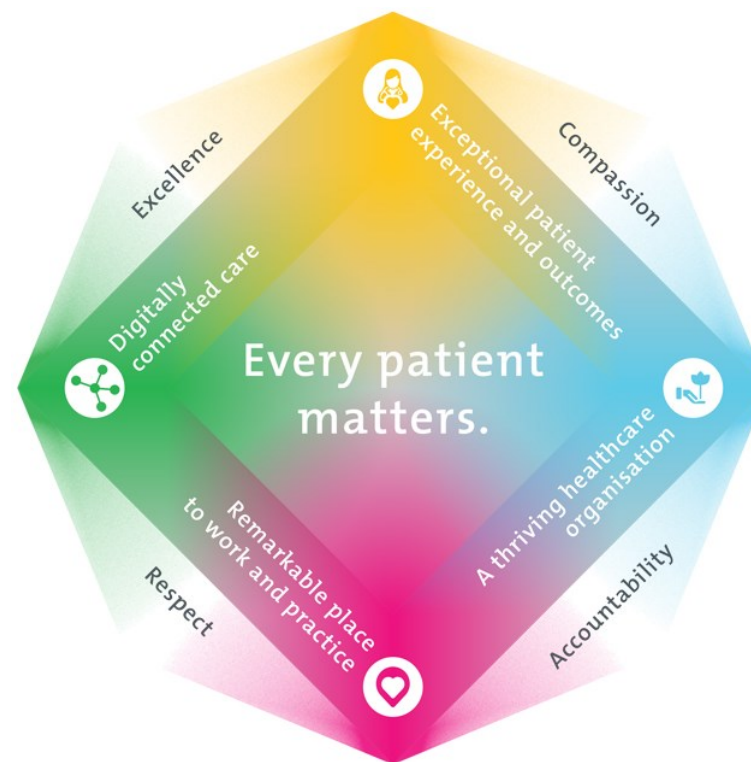 Excellence
Compassion
Exceptional patient
experience and outcomes
Digitally
connected care
Every patient
matters.
A thriving healthcare
organisation
Remarkable place
to work and practice
Respect
Accountability